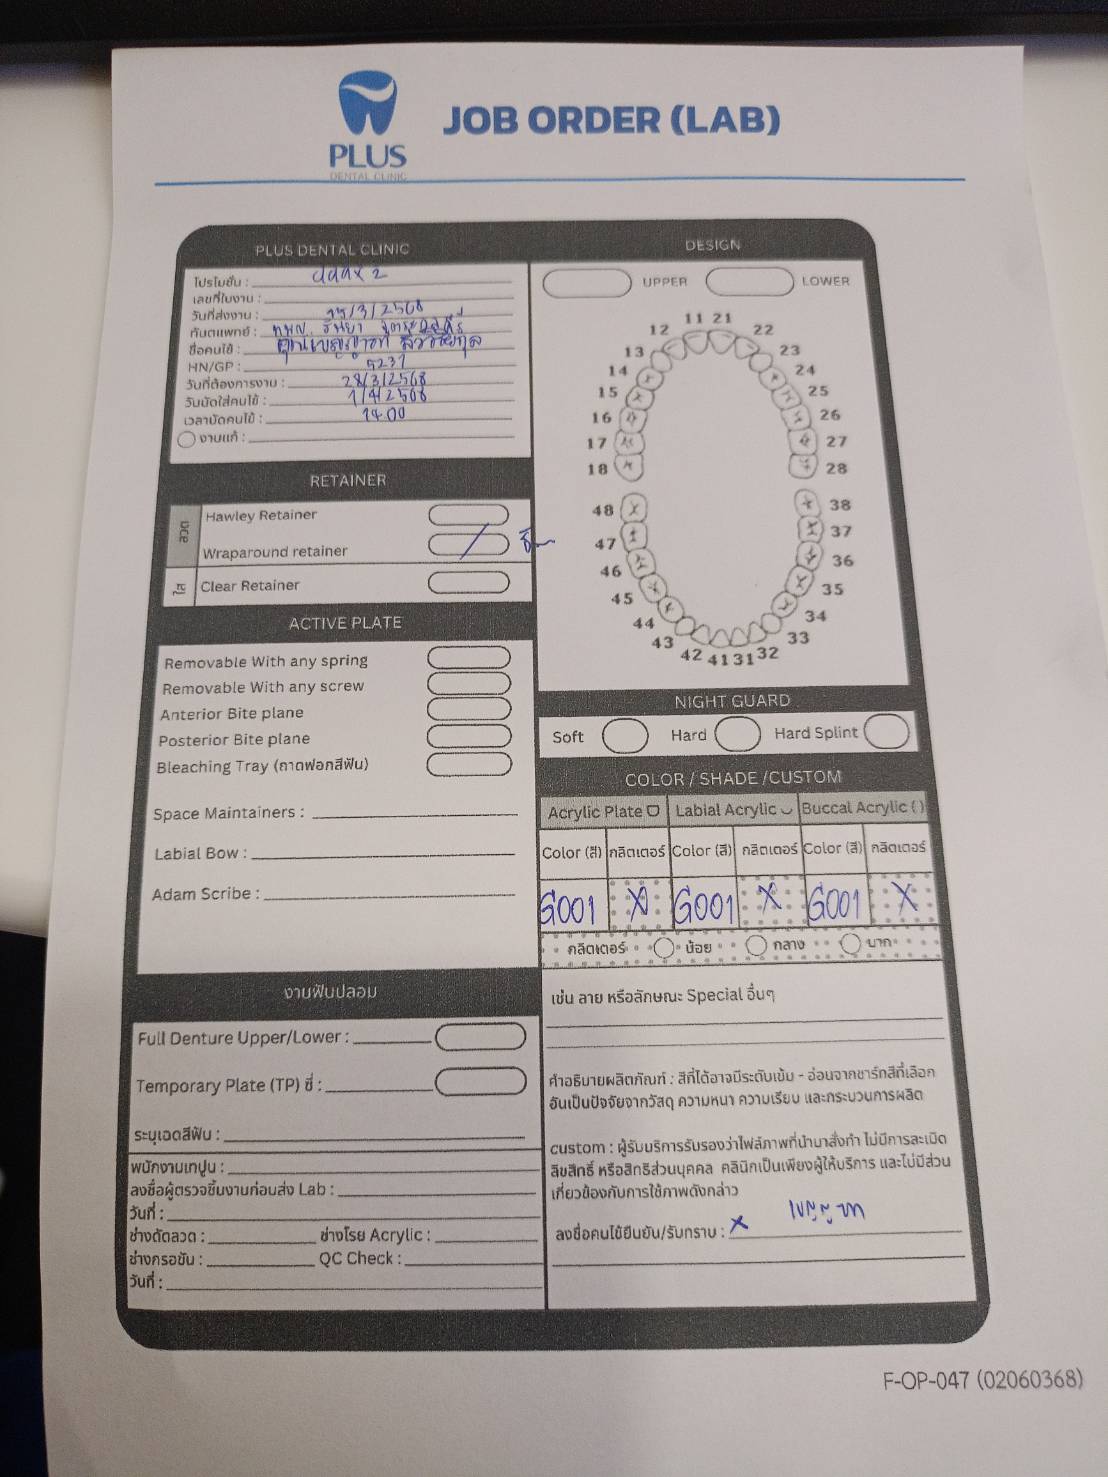 PLUS
DENTAL CLINIC
JOB ORDER (LAB)
PLUS DENTAL CLINIC
โปรโมชั่น :
เลขที่ใบงาน :
วันที่ส่งงาน : 25/3/2568
ทันตแพทย์ : ทพญ.
ชื่อคนไข้ :
HN/GP : 5231
วันที่ต้องการงาน : 28/3/2568
วันนัดใส่คนไข้ : 1/4/2568
เวลานัดคนไข้ : 14.00
งานแก้ :
DESIGN
UPPER
LOWER
11 21
12 22
13 23
14 24
15 25
16 26
17 27
18 28
48 38
47 37
46 36
45 35
44 34
43 33
42 41 31 32
RETAINER
Hawley Retainer
Wraparound retainer
Clear Retainer
ACTIVE PLATE
Removable With any spring
Removable With any screw
Anterior Bite plane
Posterior Bite plane
Bleaching Tray (ถาดฟอกสีฟัน)
Space Maintainers :
Labial Bow :
Adam Scribe :
NIGHT GUARD
Soft
Hard
Hard Splint
COLOR / SHADE /CUSTOM
Acrylic Plate
Labial Acrylic
Buccal Acrylic ( )
Color (สี) กลิตเตอร์ Color (สี) กลิตเตอร์ Color (สี) กลิตเตอร์
G001 X G001 X G001 X
กลิตเตอร์ น้อย กลาง มาก
เช่น ลาย หรือลักษณะ Special อื่นๆ
คำอธิบายผลิตภัณฑ์ : สีที่ได้อาจมีระดับเข้ม - อ่อนจากชาร์ทสีที่เลือก
อันเป็นปัจจัยจากวัสดุ ความหนา ความเรียบ และกระบวนการผลิต
custom : ผู้รับบริการรับรองว่าไฟล์ภาพที่นำมาสั่งทำ ไม่มีการละเมิด
ลิขสิทธิ์ หรือสิทธิส่วนบุคคล คลินิกเป็นเพียงผู้ให้บริการ และไม่มีส่วน
เกี่ยวข้องกับการใช้ภาพดังกล่าว
ลงชื่อคนไข้ยืนยัน/รับทราบ : X
งานฟันปลอม
Full Denture Upper/Lower :
Temporary Plate (TP) ซี่ :
ระบุเฉดสีฟัน :
พนักงานเทปูน :
ลงชื่อผู้ตรวจชิ้นงานก่อนส่ง Lab :
วันที่ :
ช่างดัดลวด : ช่างโรย Acrylic :
ช่างกรอขัน : QC Check :
วันที่ :
F-OP-047 (02060368)